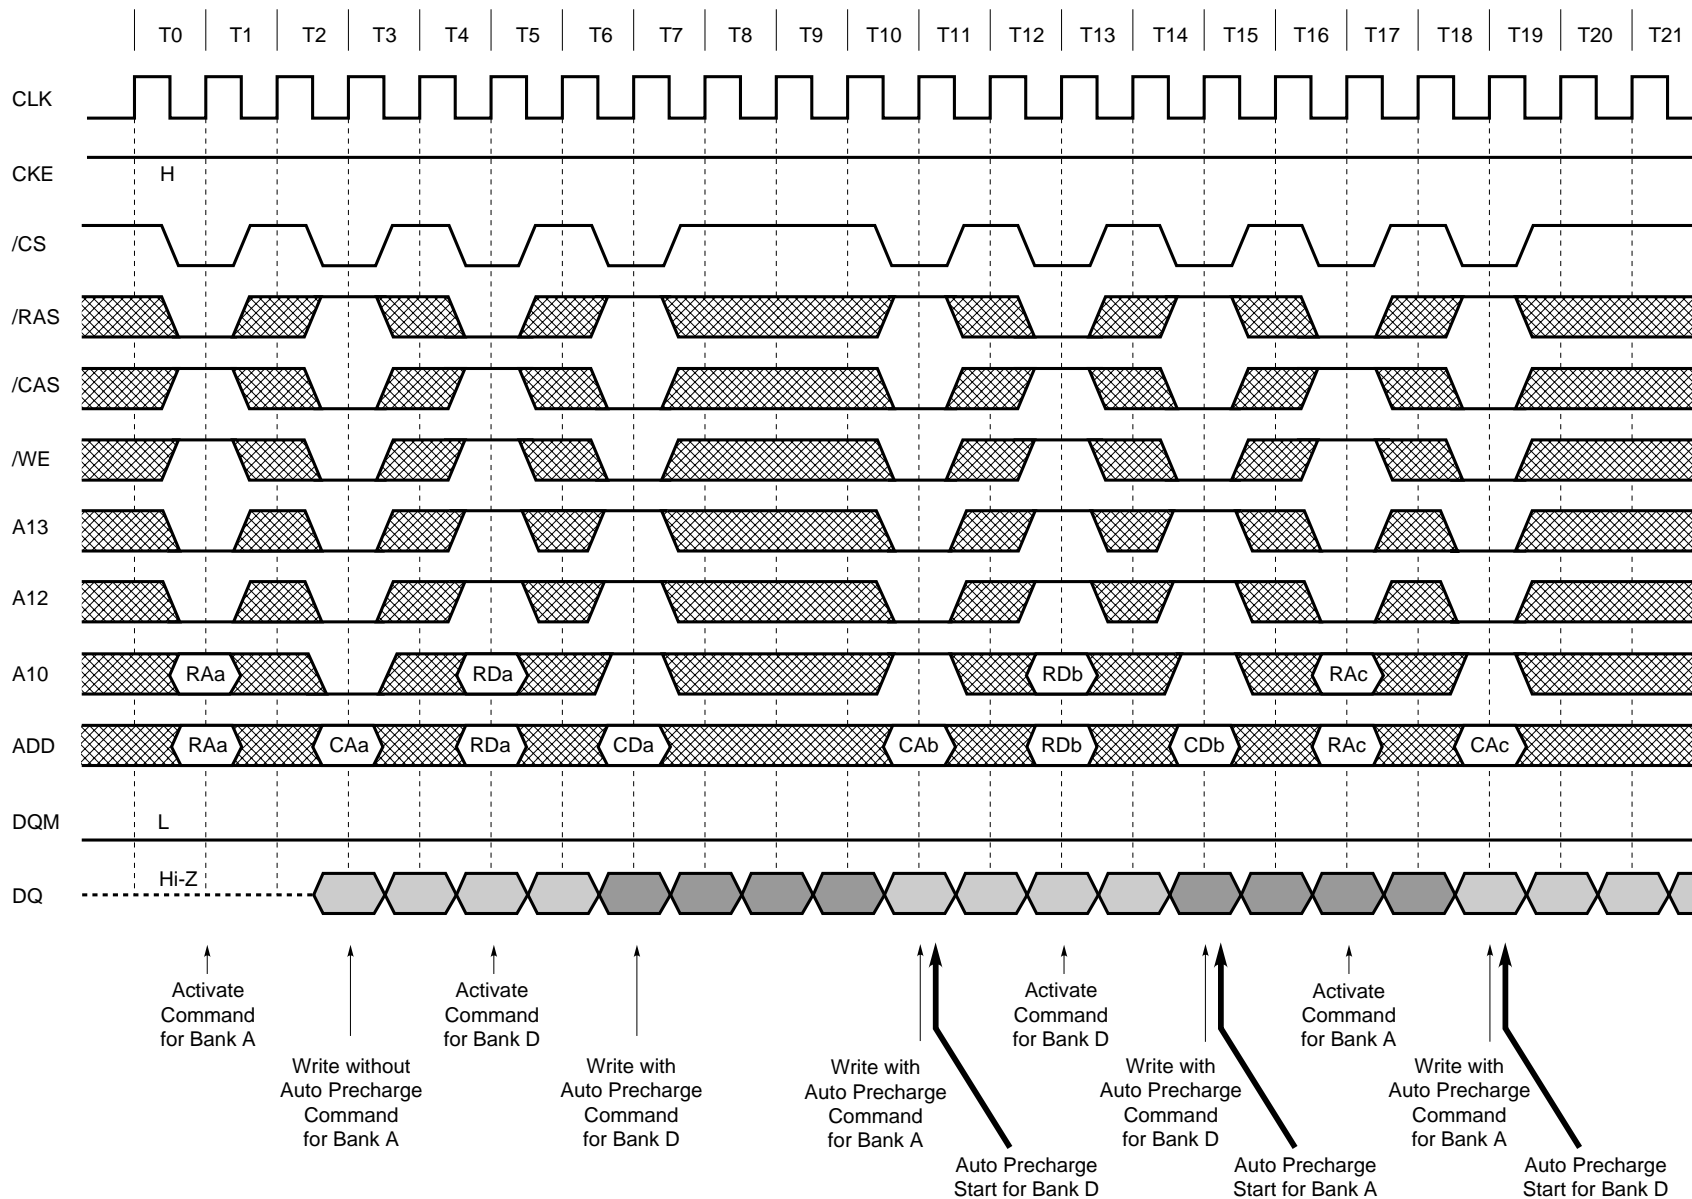 T0 T1 T2 T3 T4 T5 T6 T7 T8 T9 T10 T11 T12 T13 T14 T15 T16 T17 T18 T19 T20 T21
CLK
CKE H
/CS
/RAS
/CAS
/WE
A13
A12
A10 RAa RDa RDb RAc
ADD RAa CAa RDa CDa CAb RDb CDb RAc CAc
DQM L
DQ Hi-Z
Activate
Command
for Bank A
Write without
Auto Precharge
Command
for Bank A
Activate
Command
for Bank D
Write with
Auto Precharge
Command
for Bank D
Write with
Auto Precharge
Command
for Bank A
Auto Precharge
Start for Bank D
Activate
Command
for Bank D
Write with
Auto Precharge
Command
for Bank D
Auto Precharge
Start for Bank A
Activate
Command
for Bank A
Write with
Auto Precharge
Command
for Bank A
Auto Precharge
Start for Bank D